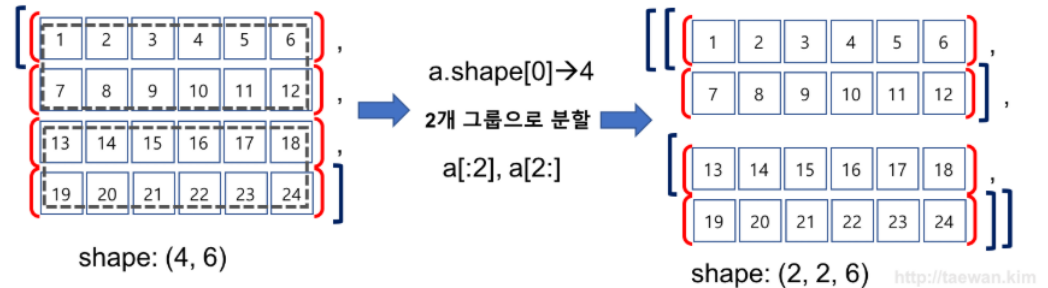 1 2 3 4 5 6 ,
7 8 9 10 11 12 ,
13 14 15 16 17 18 ,
19 20 21 22 23 24
shape: (4, 6)
a.shape[0]→4
2개 그룹으로 분할
a[:2], a[2:]
[[ 1 2 3 4 5 6 ,
7 8 9 10 11 12 ] ,
[ 13 14 15 16 17 18 ,
19 20 21 22 23 24 ]]
shape: (2, 2, 6)
http://taewan.kim